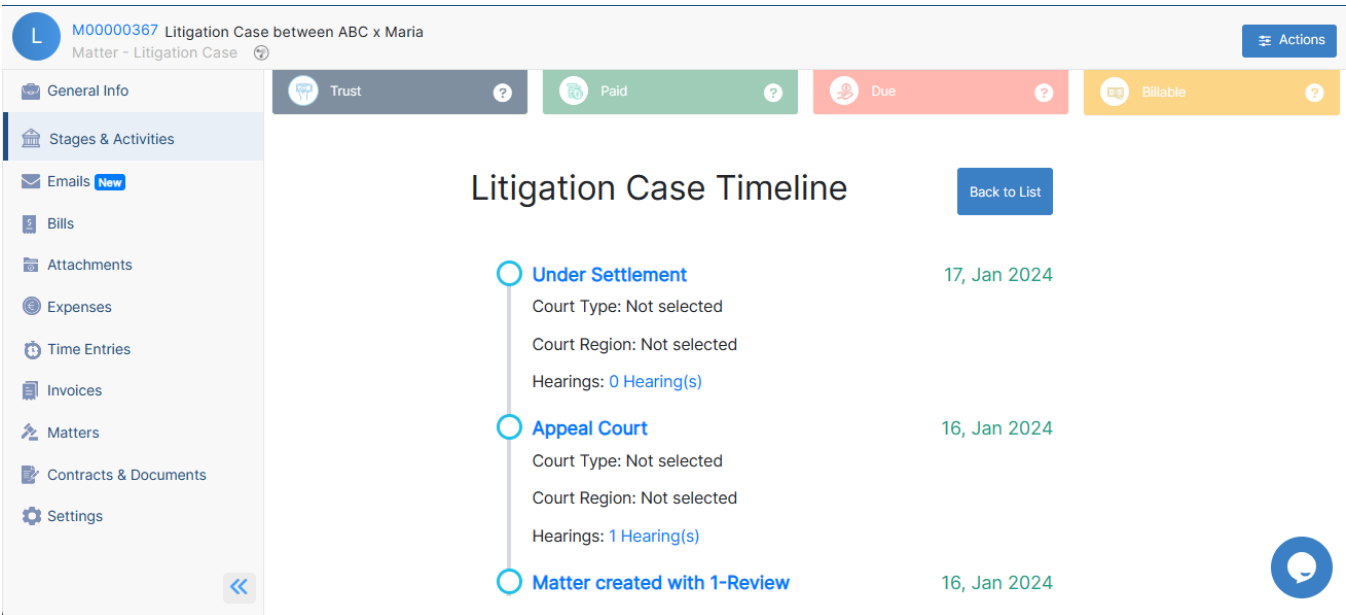 L
M00000367 Litigation Case between ABC x Maria
Matter - Litigation Case
Actions
General Info
Stages & Activities
Emails New
Bills
Attachments
Expenses
Time Entries
Invoices
Matters
Contracts & Documents
Settings
Trust ?
Paid ?
Due ?
Billable ?
Litigation Case Timeline
Back to List
Under Settlement 17, Jan 2024
Court Type: Not selected
Court Region: Not selected
Hearings: 0 Hearing(s)
Appeal Court 16, Jan 2024
Court Type: Not selected
Court Region: Not selected
Hearings: 1 Hearing(s)
Matter created with 1-Review 16, Jan 2024